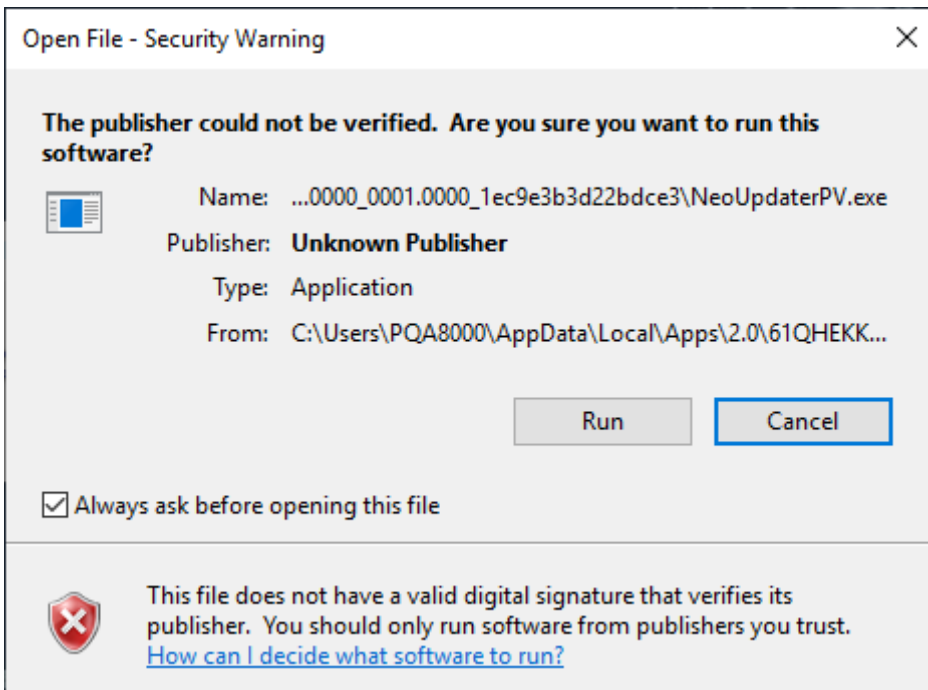 Open File - Security Warning
The publisher could not be verified.  Are you sure you want to run this
software?
Name: ...0000_0001.0000_1ec9e3b3d22bdce3\NeoUpdaterPV.exe
Publisher: Unknown Publisher
Type: Application
From: C:\Users\PQA8000\AppData\Local\Apps\2.0\61QHEKK...
Run Cancel
Always ask before opening this file
This file does not have a valid digital signature that verifies its
publisher.  You should only run software from publishers you trust.
How can I decide what software to run?